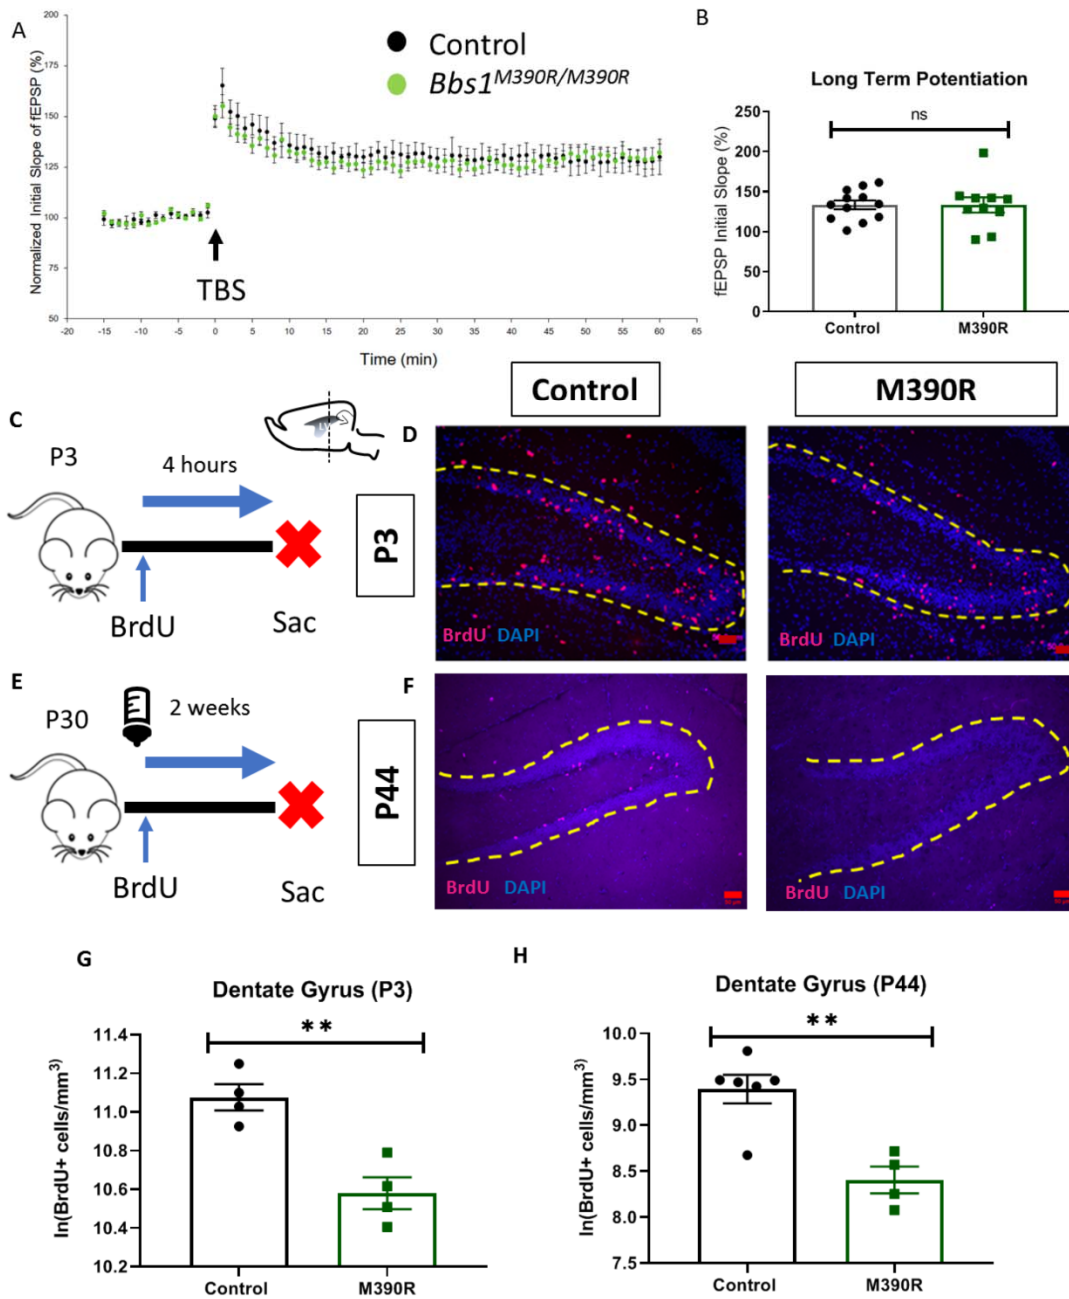 A
Normalized Initial Slope of fEPSP (%)
200
175
150
125
100
75
50
-20 -15 -10 -5 0 5 10 15 20 25 30 35 40 45 50 55 60 65
Time (min)
Control
Bbs1M390R/M390R
TBS
B
Long Term Potentiation
ns
fEPSP Initial Slope (%)
250
200
150
100
50
0
Control M390R
Control M390R
C
P3
4 hours
BrdU
Sac
D
P3
BrdU DAPI
BrdU DAPI
E
P30
2 weeks
BrdU
Sac
F
P44
BrdU DAPI
BrdU DAPI
G
Dentate Gyrus (P3)
**
ln(BrdU+ cells/mm3)
11.4
11.2
11.0
10.8
10.6
10.4
10.2
Control M390R
H
Dentate Gyrus (P44)
**
ln(BrdU+ cells/mm3)
10.0
9.5
9.0
8.5
8.0
7.5
Control M390R